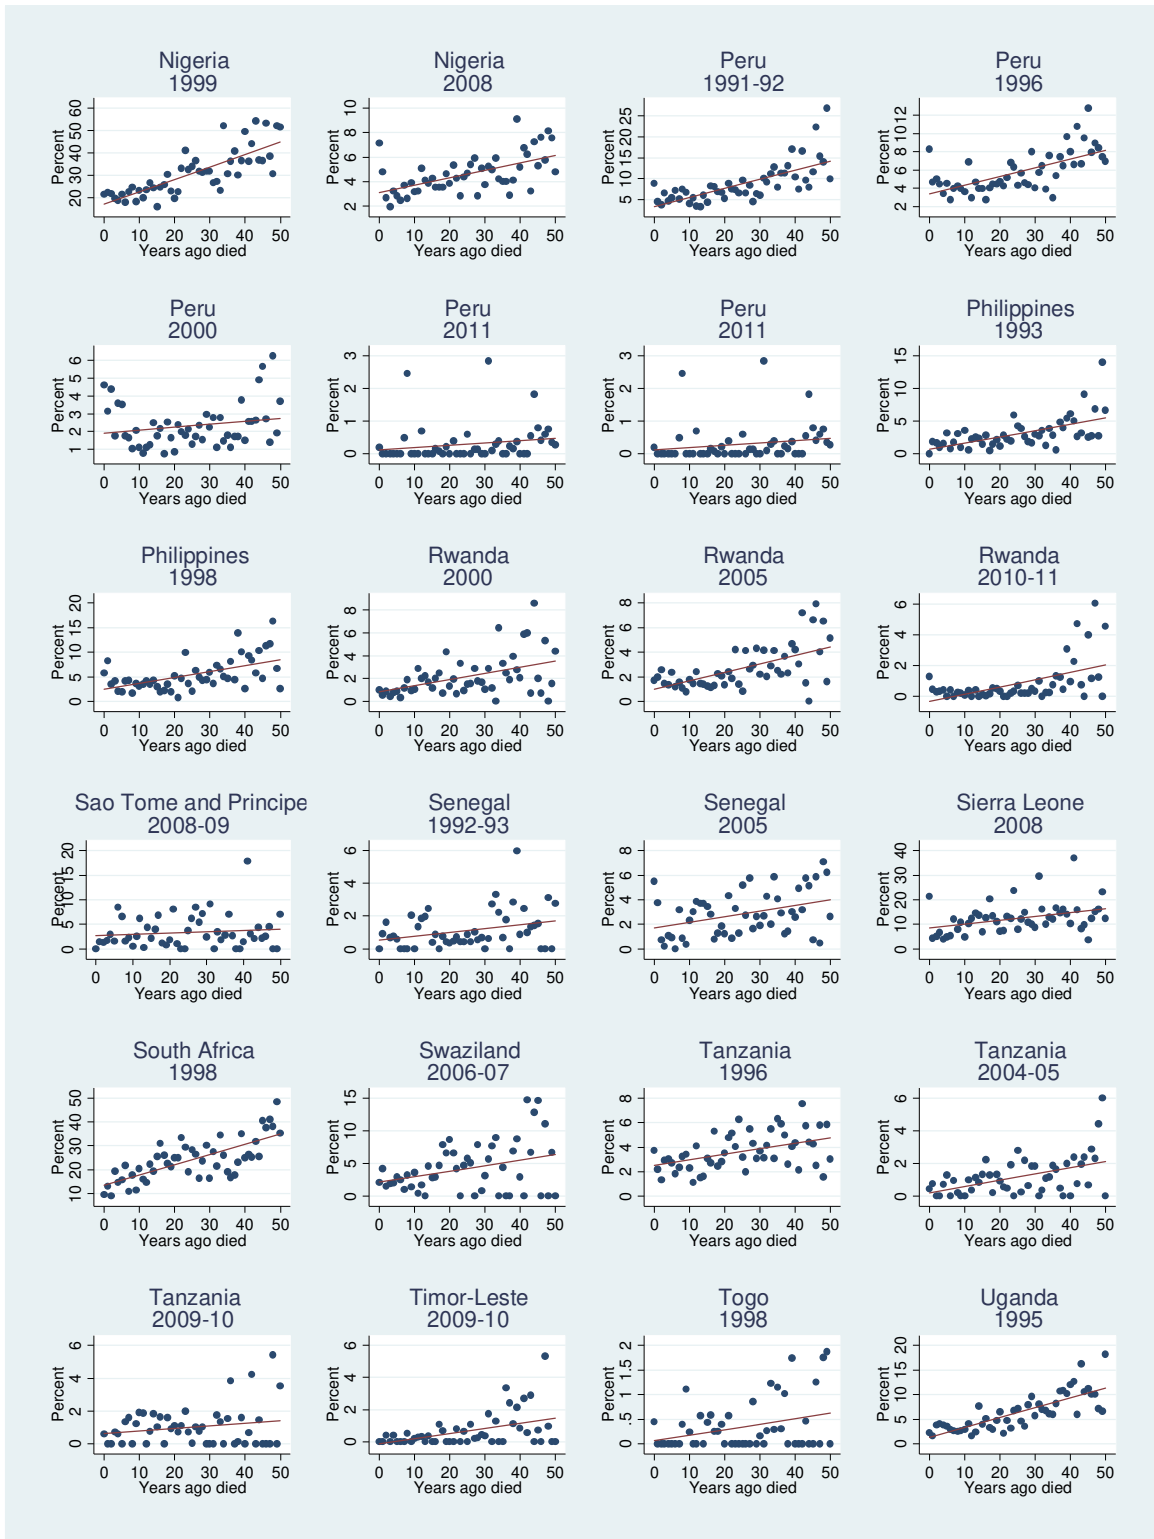 Nigeria
1999
Percent
20 30 40 50 60
0 10 20 30 40 50
Years ago died
Nigeria
2008
Percent
2 4 6 8 10
0 10 20 30 40 50
Years ago died
Peru
1991-92
Percent
5 10 15 20 25
0 10 20 30 40 50
Years ago died
Peru
1996
Percent
2 4 6 8 10 12
0 10 20 30 40 50
Years ago died
Peru
2000
Percent
1 2 3 4 5 6
0 10 20 30 40 50
Years ago died
Peru
2011
Percent
0 1 2 3
0 10 20 30 40 50
Years ago died
Peru
2011
Percent
0 1 2 3
0 10 20 30 40 50
Years ago died
Philippines
1993
Percent
0 5 10 15
0 10 20 30 40 50
Years ago died
Philippines
1998
Percent
0 5 10 15 20
0 10 20 30 40 50
Years ago died
Rwanda
2000
Percent
0 2 4 6 8
0 10 20 30 40 50
Years ago died
Rwanda
2005
Percent
0 2 4 6 8
0 10 20 30 40 50
Years ago died
Rwanda
2010-11
Percent
0 2 4 6
0 10 20 30 40 50
Years ago died
Sao Tome and Principe
2008-09
Percent
0 5 10 15 20
0 10 20 30 40 50
Years ago died
Senegal
1992-93
Percent
0 2 4 6
0 10 20 30 40 50
Years ago died
Senegal
2005
Percent
0 2 4 6 8
0 10 20 30 40 50
Years ago died
Sierra Leone
2008
Percent
0 10 20 30 40
0 10 20 30 40 50
Years ago died
South Africa
1998
Percent
10 20 30 40 50
0 10 20 30 40 50
Years ago died
Swaziland
2006-07
Percent
0 5 10 15
0 10 20 30 40 50
Years ago died
Tanzania
1996
Percent
0 2 4 6 8
0 10 20 30 40 50
Years ago died
Tanzania
2004-05
Percent
0 2 4 6
0 10 20 30 40 50
Years ago died
Tanzania
2009-10
Percent
0 2 4 6
0 10 20 30 40 50
Years ago died
Timor-Leste
2009-10
Percent
0 2 4 6
0 10 20 30 40 50
Years ago died
Togo
1998
Percent
0 .5 1 1.5 2
0 10 20 30 40 50
Years ago died
Uganda
1995
Percent
0 5 10 15 20
0 10 20 30 40 50
Years ago died